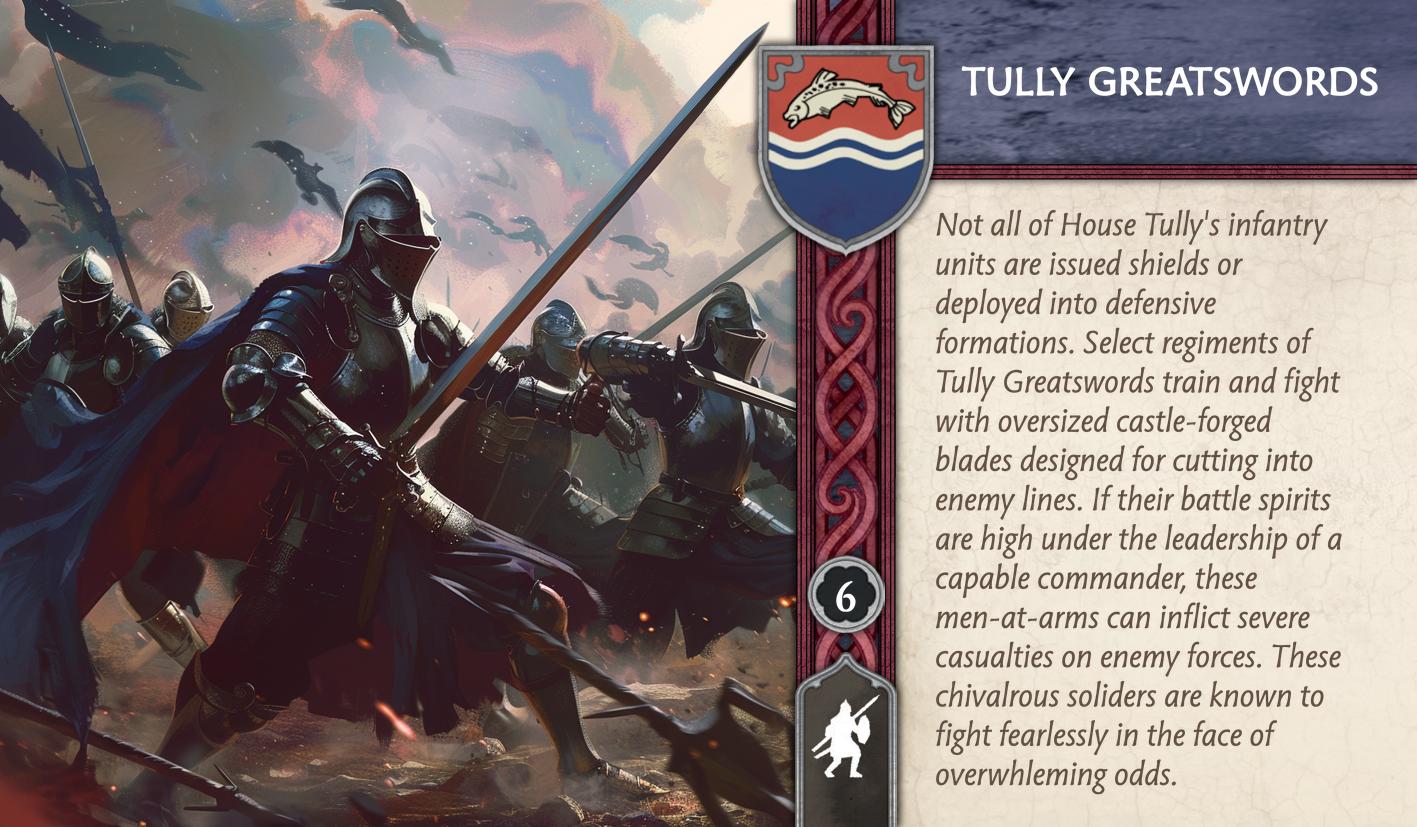 TULLY GREATSWORDS
Not all of House Tully's infantry
units are issued shields or
deployed into defensive
formations. Select regiments of
Tully Greatswords train and fight
with oversized castle-forged
blades designed for cutting into
enemy lines. If their battle spirits
are high under the leadership of a
capable commander, these
men-at-arms can inflict severe
casualties on enemy forces. These
chivalrous soliders are known to
fight fearlessly in the face of
overwhleming odds.
6